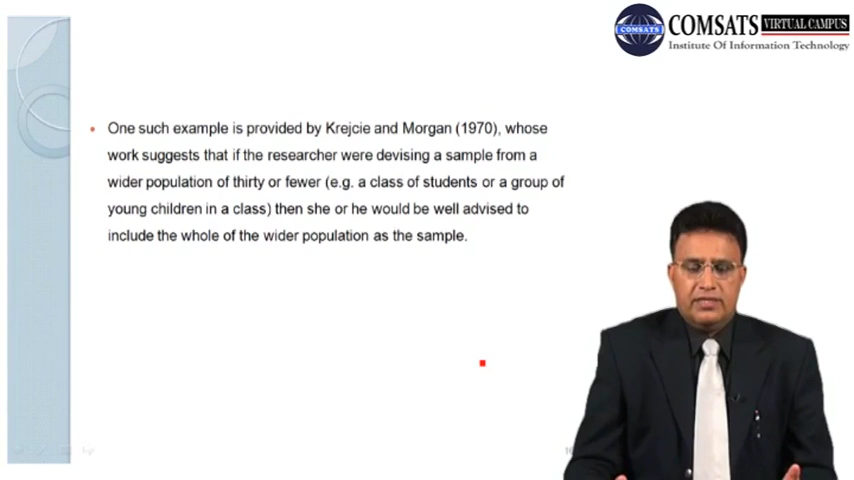 COMSATS
COMSATS VIRTUAL CAMPUS
Institute Of Information Technology
One such example is provided by Krejcie and Morgan (1970), whose
work suggests that if the researcher were devising a sample from a
wider population of thirty or fewer (e.g. a class of students or a group of
young children in a class) then she or he would be well advised to
include the whole of the wider population as the sample.